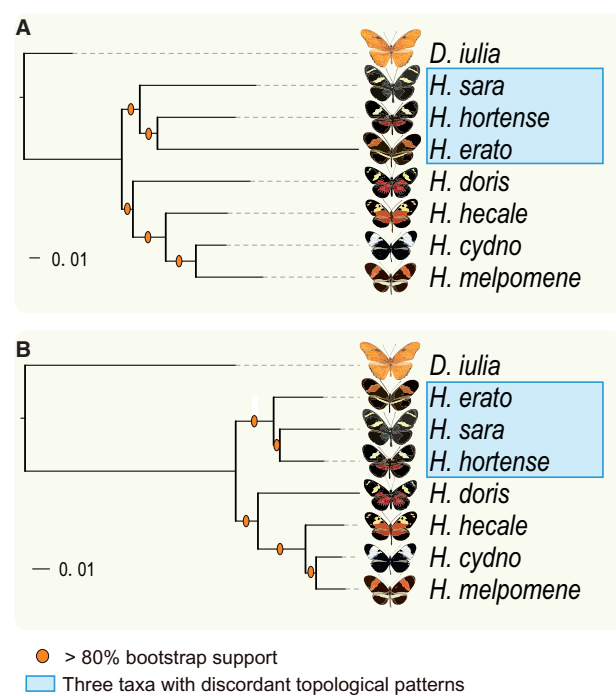 A
D. iulia
H. sara
H. hortense
H. erato
H. doris
H. hecale
H. cydno
H. melpomene
0.01
B
D. iulia
H. erato
H. sara
H. hortense
H. doris
H. hecale
H. cydno
H. melpomene
0.01
> 80% bootstrap support
Three taxa with discordant topological patterns